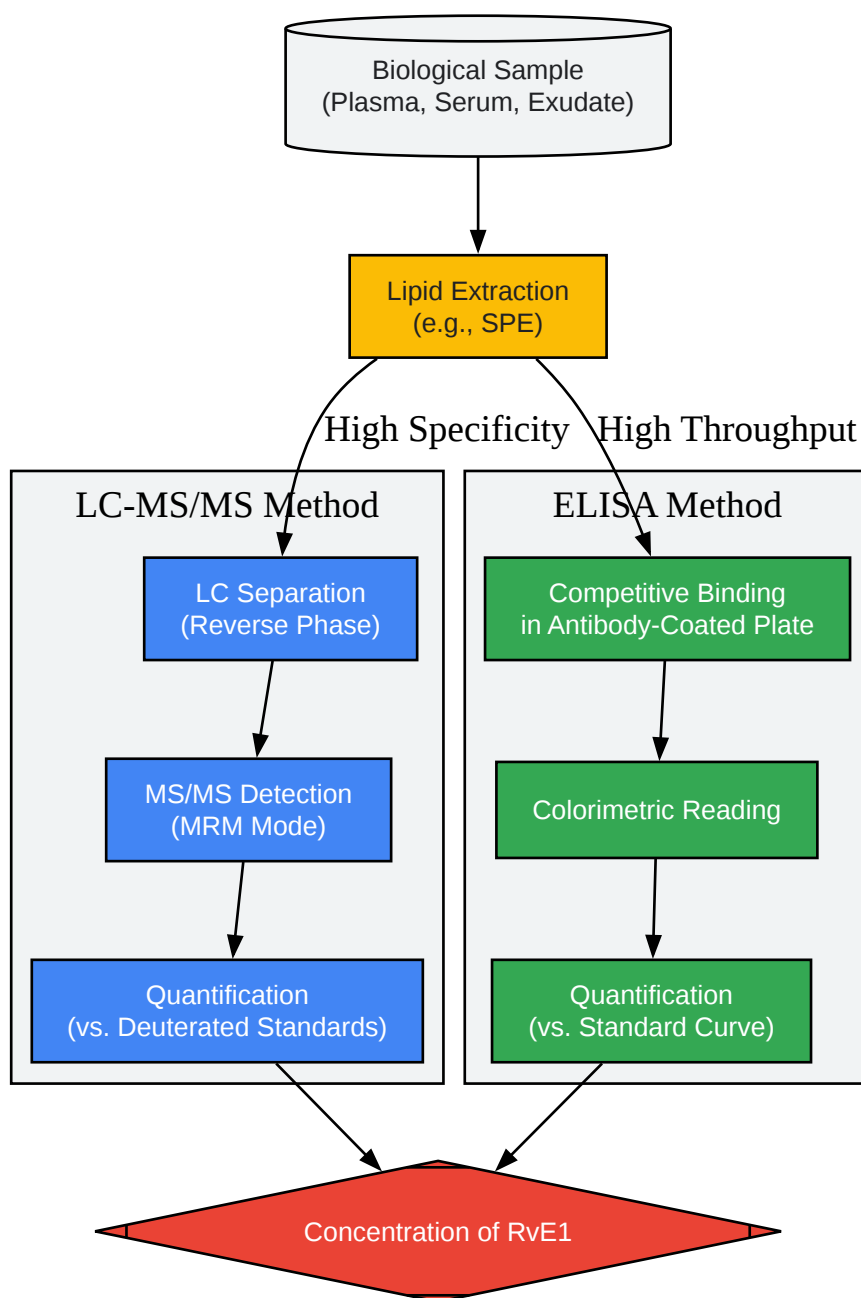 Biological Sample
(Plasma, Serum, Exudate)
Lipid Extraction
(e.g., SPE)
High Specificity
High Throughput
LC-MS/MS Method
LC Separation
(Reverse Phase)
MS/MS Detection
(MRM Mode)
Quantification
(vs. Deuterated Standards)
ELISA Method
Competitive Binding
in Antibody-Coated Plate
Colorimetric Reading
Quantification
(vs. Standard Curve)
Concentration of RvE1